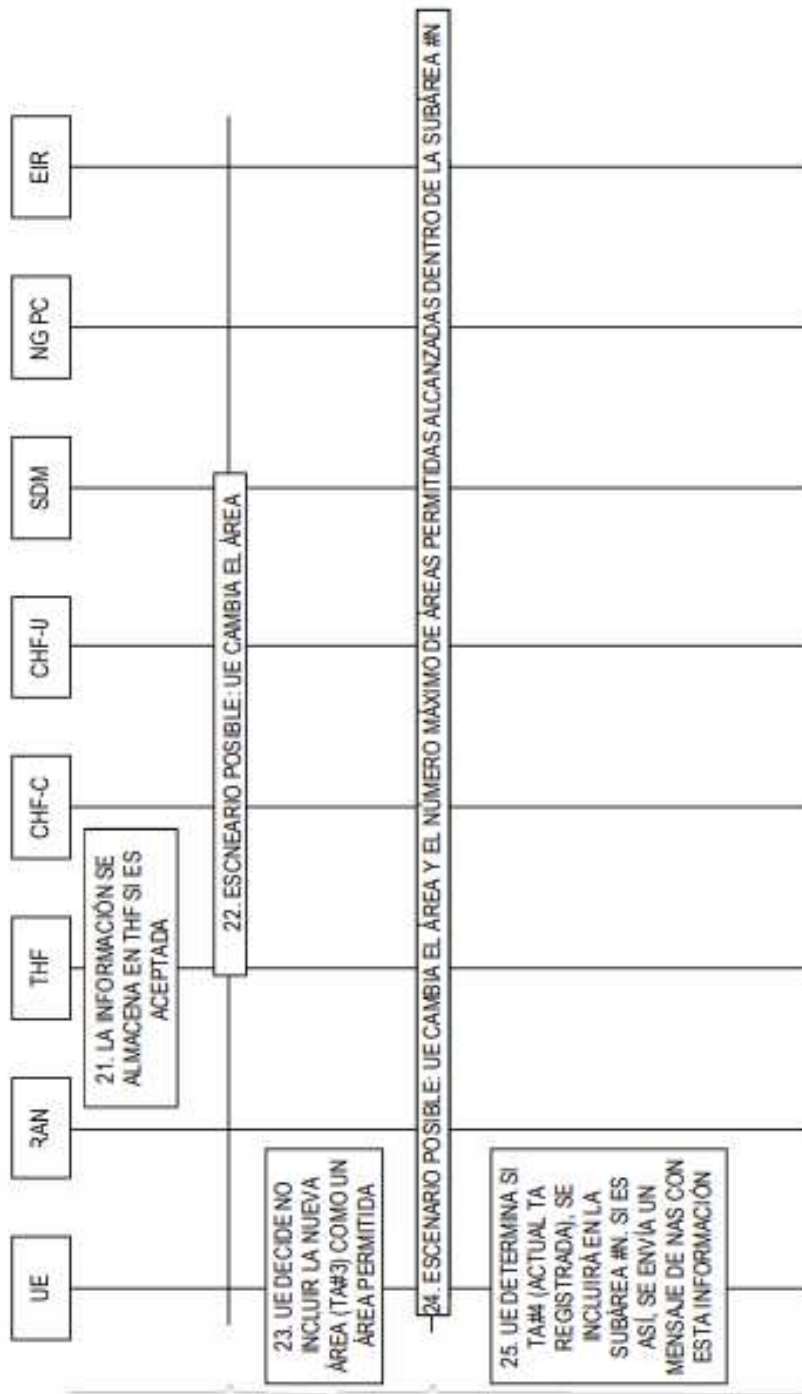 UE
RAN
THF
CHF-C
CHF-U
SDM
NG PC
EIR
21. LA INFORMACIÓN SE
ALMACENA EN THF SI ES
ACEPTADA
22. ESCNEARIO POSIBLE: UE CAMBIA EL ÁREA
23. UE DECIDE NO
INCLUIR LA NUEVA
ÁREA (TA#3) COMO UN
ÁREA PERMITIDA
24. ESCENARIO POSIBLE: UE CAMBIA EL ÁREA Y EL NÚMERO MÁXIMO DE ÁREAS PERMITIDAS ALCANZADAS DENTRO DE LA SUBÁREA #N
25. UE DETERMINA SI
TA#4 (ACTUAL TA
REGISTRADA), SE
INCLUIRÁ EN LA
SUBÁREA #N. SI ES
ASÍ, SE ENVÍA UN
MENSAJE DE NAS CON
ESTA INFORMACIÓN